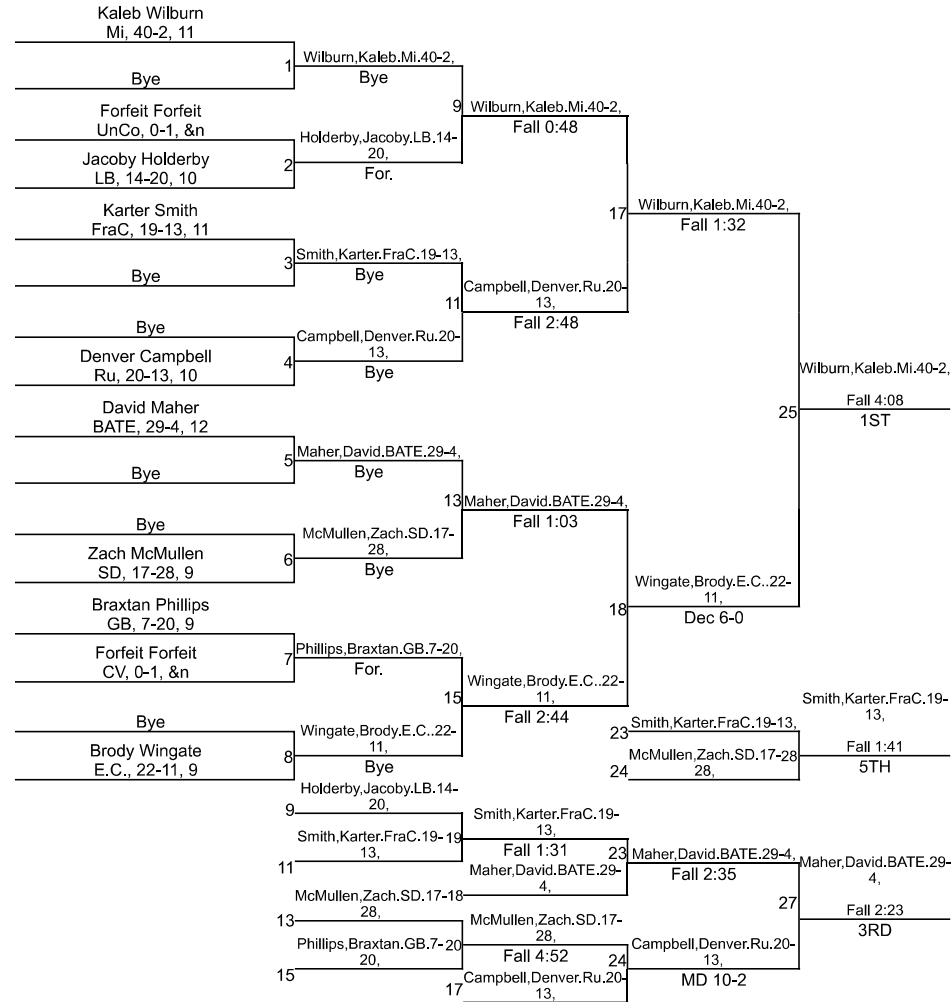 Kaleb Wilburn
Mi, 40-2, 11
Bye
1
Wilburn,Kaleb.Mi.40-2,
Bye
Forfeit Forfeit
UnCo, 0-1, &n
Jacoby Holderby
LB, 14-20, 10
2
Holderby,Jacoby.LB.14-
20,
For.
9
Wilburn,Kaleb.Mi.40-2,
Fall 0:48
Karter Smith
FraC, 19-13, 11
Bye
3
Smith,Karter.FraC.19-13,
Bye
Bye
Denver Campbell
Ru, 20-13, 10
4
Campbell,Denver.Ru.20-
13,
Bye
11
Campbell,Denver.Ru.20-
13,
Fall 2:48
17
Wilburn,Kaleb.Mi.40-2,
Fall 1:32
David Maher
BATE, 29-4, 12
Bye
5
Maher,David.BATE.29-4,
Bye
Bye
Zach McMullen
SD, 17-28, 9
6
McMullen,Zach.SD.17-
28,
Bye
13
Maher,David.BATE.29-4,
Fall 1:03
Braxtan Phillips
GB, 7-20, 9
Forfeit Forfeit
CV, 0-1, &n
7
Phillips,Braxtan.GB.7-20,
For.
Bye
Brody Wingate
E.C., 22-11, 9
8
Wingate,Brody.E.C..22-
11,
Bye
15
Wingate,Brody.E.C..22-
11,
Fall 2:44
18
Wingate,Brody.E.C..22-
11,
Dec 6-0
25
Wilburn,Kaleb.Mi.40-2,
Fall 4:08
1ST
23
Smith,Karter.FraC.19-13,
24
McMullen,Zach.SD.17-28
28,
Smith,Karter.FraC.19-
13,
Fall 1:41
5TH
9
Holderby,Jacoby.LB.14-
20,
11
Smith,Karter.FraC.19-
13,
19
Smith,Karter.FraC.19-
13,
Fall 1:31
18
Maher,David.BATE.29-
4,
23
Maher,David.BATE.29-4,
Fall 2:35
13
McMullen,Zach.SD.17-
28,
15
Phillips,Braxtan.GB.7-
20,
20
McMullen,Zach.SD.17-
28,
Fall 4:52
17
Campbell,Denver.Ru.20-
13,
24
Campbell,Denver.Ru.20-
13,
MD 10-2
27
Maher,David.BATE.29-
4,
Fall 2:23
3RD